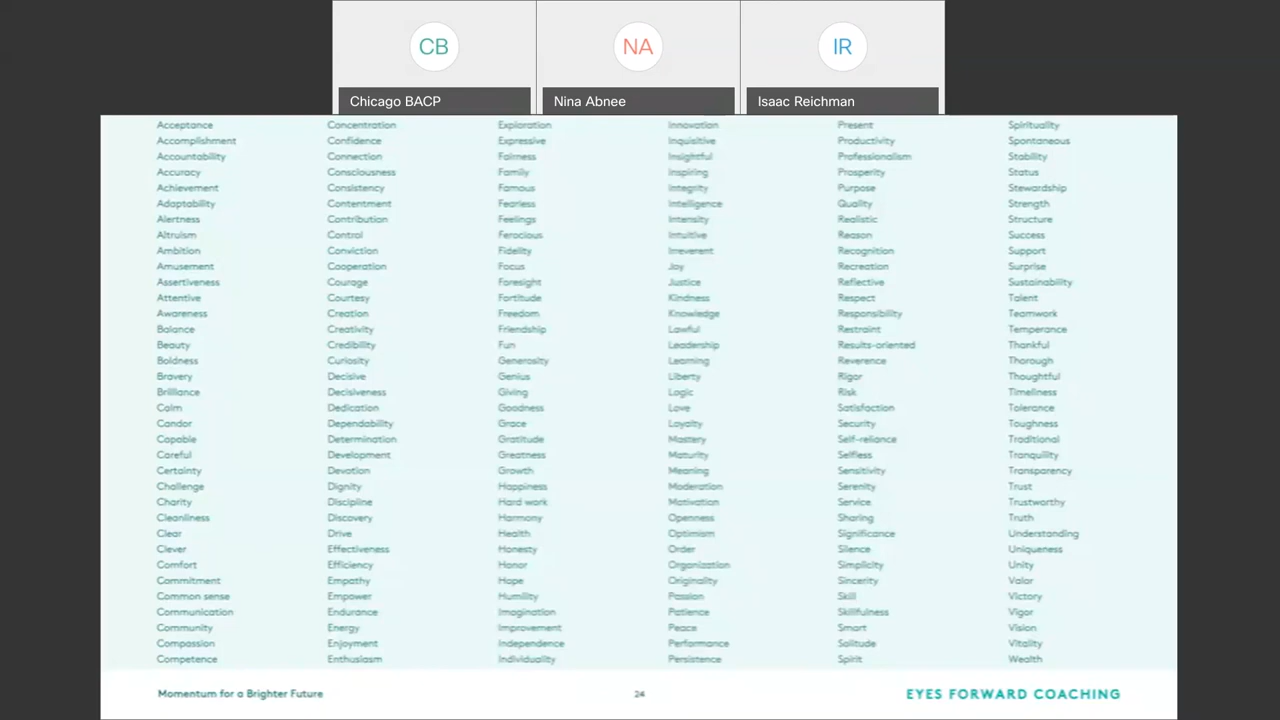 CB
NA
IR
Chicago BACP
Nina Abnee
Isaac Reichman
Acceptance Concentration Exploration Innovation Present Spirituality
Accomplishment Confidence Expressive Inquisitive Productivity Spontaneous
Accountability Connection Fairness Insightful Professionalism Stability
Accuracy Consciousness Family Inspiring Prosperity Status
Achievement Consistency Famous Integrity Purpose Stewardship
Adaptability Contentment Fearless Intelligence Quality Strength
Alertness Contribution Feelings Intensity Realistic Structure
Altruism Control Ferocious Intuitive Reason Success
Ambition Conviction Fidelity Irreverent Recognition Support
Amusement Cooperation Focus Joy Recreation Surprise
Assertiveness Courage Foresight Justice Reflective Sustainability
Attentive Courtesy Fortitude Kindness Respect Talent
Awareness Creation Freedom Knowledge Responsibility Teamwork
Balance Creativity Friendship Lawful Restraint Temperance
Beauty Credibility Fun Leadership Results-oriented Thankful
Boldness Curiosity Generosity Learning Reverence Thorough
Bravery Decisive Genius Liberty Rigor Thoughtful
Brilliance Decisiveness Giving Logic Risk Timeliness
Calm Dedication Goodness Love Satisfaction Tolerance
Candor Dependability Grace Loyalty Security Toughness
Capable Determination Gratitude Mastery Self-reliance Traditional
Careful Development Greatness Maturity Selfless Tranquility
Certainty Devotion Growth Meaning Sensitivity Transparency
Challenge Dignity Happiness Moderation Serenity Trust
Charity Discipline Hard work Motivation Service Trustworthy
Cleanliness Discovery Harmony Openness Sharing Truth
Clear Drive Health Optimism Significance Understanding
Clever Effectiveness Honesty Order Silence Uniqueness
Comfort Efficiency Honor Organization Simplicity Unity
Commitment Empathy Hope Originality Sincerity Valor
Common sense Empower Humility Passion Skill Victory
Communication Endurance Imagination Patience Skillfulness Vigor
Community Energy Improvement Peace Smart Vision
Compassion Enjoyment Independence Performance Solitude Vitality
Competence Enthusiasm Individuality Persistence Spirit Wealth
Momentum for a Brighter Future 24 EYES FORWARD COACHING